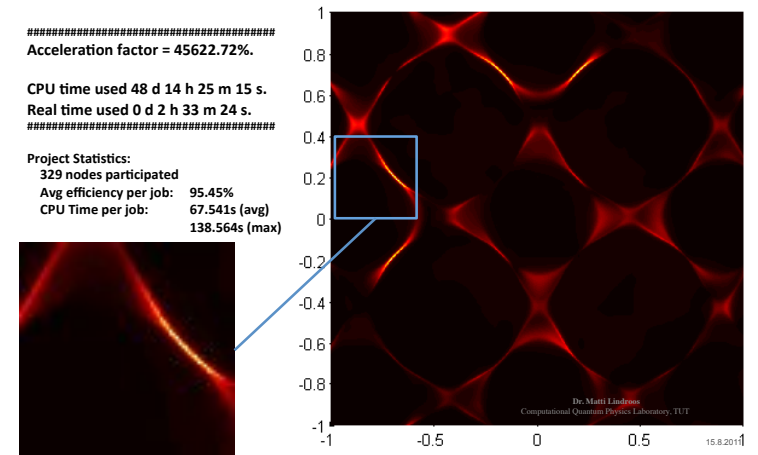 ########################################
Acceleration factor = 45622.72%.
CPU time used 48 d 14 h 25 m 15 s.
Real time used 0 d 2 h 33 m 24 s.
########################################
Project Statistics:
329 nodes participated
Avg efficiency per job: 95.45%
CPU Time per job: 67.541s (avg)
138.564s (max)
1
0.8
0.6
0.4
0.2
0
-0.2
-0.4
-0.6
-0.8
-1
Dr. Matti Lindroos
Computational Quantum Physics Laboratory, TUT
-1 -0.5 0 0.5 1
15.8.2011